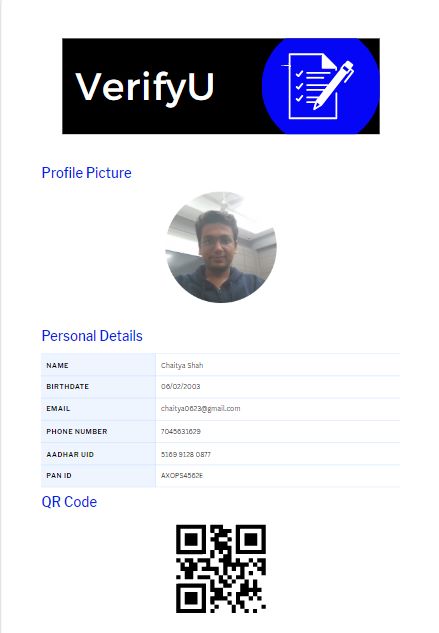 VerifyU
Profile Picture
Personal Details
NAME Chaitya Shah
BIRTHDATE 06/02/2003
EMAIL chaitya0623@gmail.com
PHONE NUMBER 7045631629
AADHAR UID 5169 9128 0877
PAN ID AXOPS4562E
QR Code